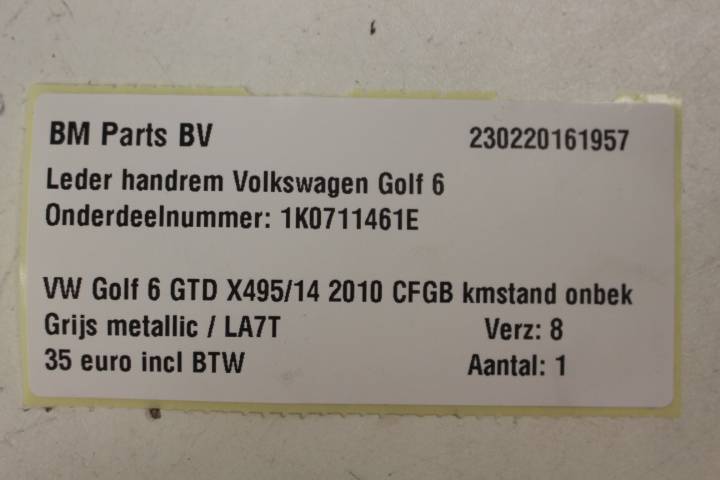 BM Parts BV 230220161957
Leder handrem Volkswagen Golf 6
Onderdeelnummer: 1K0711461E
VW Golf 6 GTD X495/14 2010 CFGB kmstand onbek
Grijs metallic / LA7T Verz: 8
35 euro incl BTW Aantal: 1